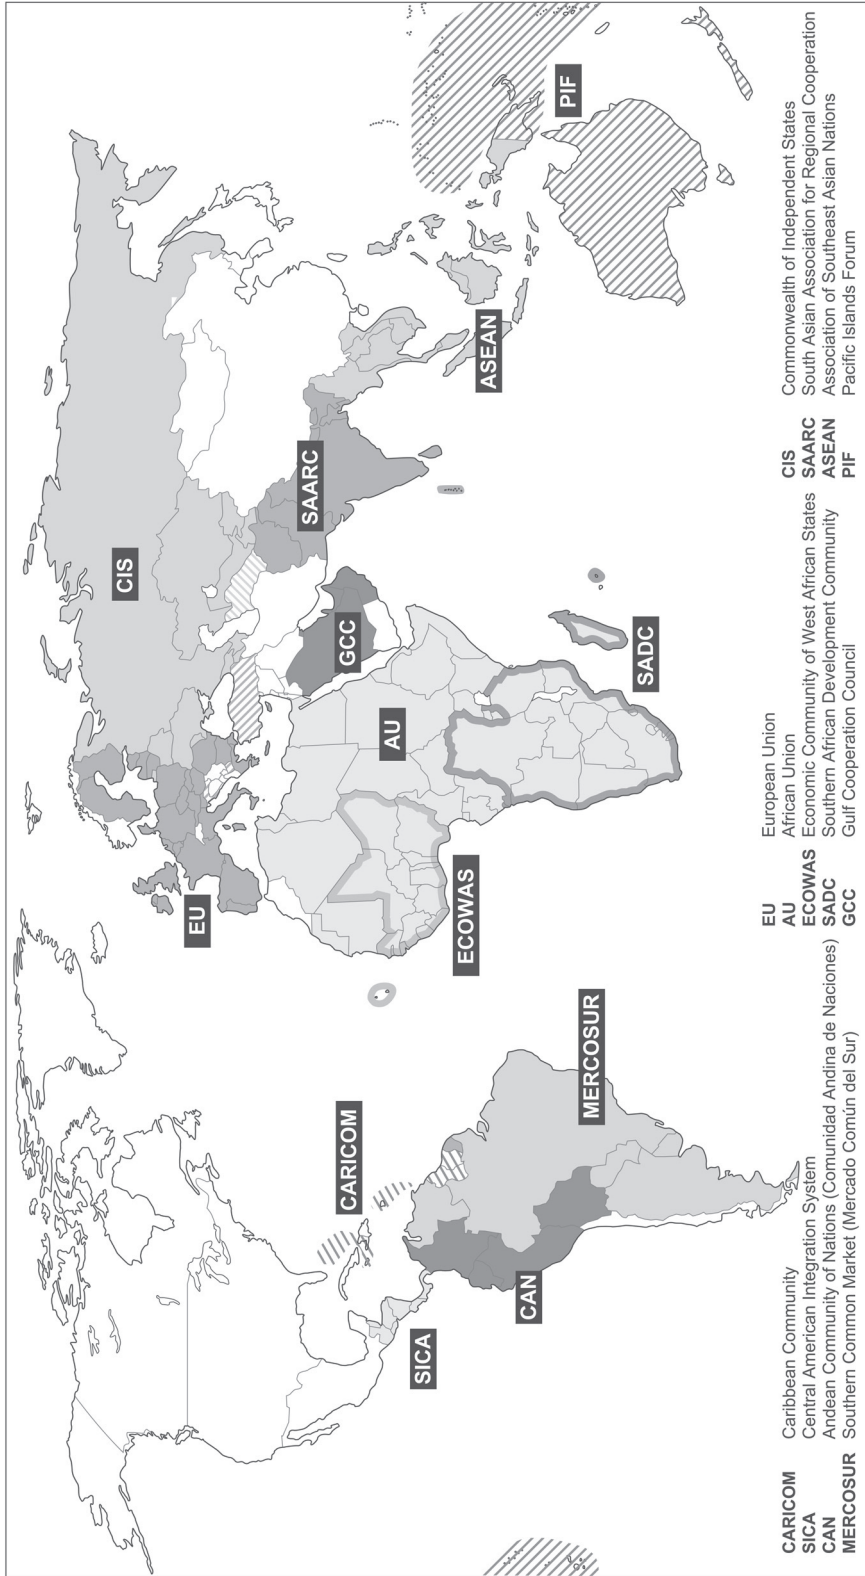 CIS
PIF
EU
SAARC
GCC
ASEAN
AU
CARICOM
ECOWAS
SICA
CAN
MERCOSUR
SADC
CARICOM Caribbean Community
SICA Central American Integration System
CAN Andean Community of Nations (Comunidad Andina de Naciones)
MERCOSUR Southern Common Market (Mercado Común del Sur)
EU European Union
AU African Union
ECOWAS Economic Community of West African States
SADC Southern African Development Community
GCC Gulf Cooperation Council
CIS Commonwealth of Independent States
SAARC South Asian Association for Regional Cooperation
ASEAN Association of Southeast Asian Nations
PIF Pacific Islands Forum